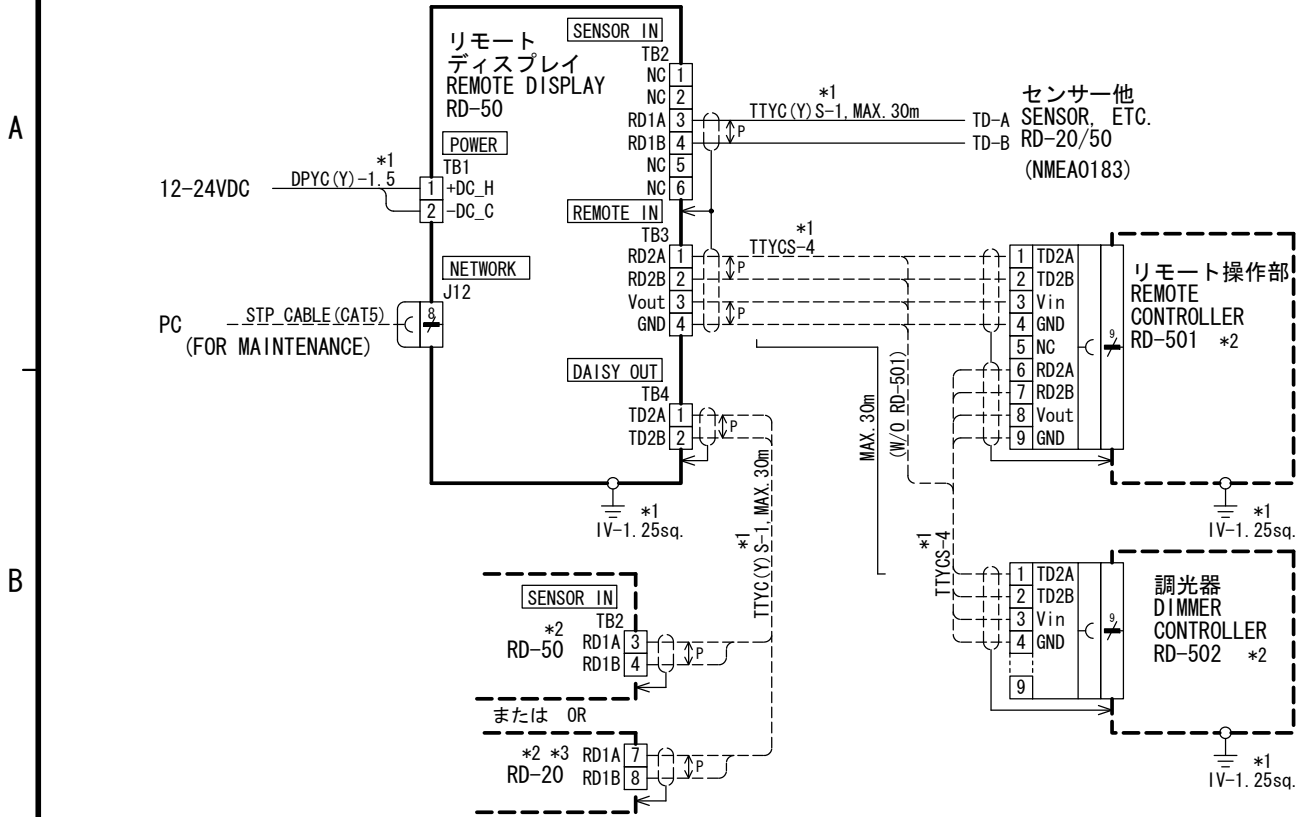 A
B
リモート
ディスプレイ
REMOTE DISPLAY
RD-50
SENSOR IN
TB2
NC 1
NC 2
RD1A 3
RD1B 4
NC 5
NC 6
*1
TTYC(Y)S-1, MAX. 30m
P
TD-A
TD-B
センサー他
SENSOR, ETC.
RD-20/50
(NMEA0183)
POWER
TB1
1 +DC_H
2 -DC_C
12-24VDC
*1
DPYC(Y)-1.5
REMOTE IN
TB3
RD2A 1
RD2B 2
Vout 3
GND 4
*1
TTYCS-4
P
P
NETWORK
J12
8
PC
STP CABLE(CAT5)
(FOR MAINTENANCE)
DAISY OUT
TB4
TD2A 1
TD2B 2
P
*1
IV-1.25sq.
*1
TTYC(Y)S-1, MAX. 30m
MAX. 30m
(W/O RD-501)
*1
TTYCS-4
1 TD2A
2 TD2B
3 Vin
4 GND
5 NC
6 RD2A
7 RD2B
8 Vout
9 GND
9
リモート操作部
REMOTE
CONTROLLER
RD-501 *2
*1
IV-1.25sq.
1 TD2A
2 TD2B
3 Vin
4 GND
9
9
調光器
DIMMER
CONTROLLER
RD-502 *2
*1
IV-1.25sq.
SENSOR IN
TB2
*2
RD-50
RD1A 3
RD1B 4
P
または OR
*2 *3
RD-20
RD1A 7
RD1B 8
P